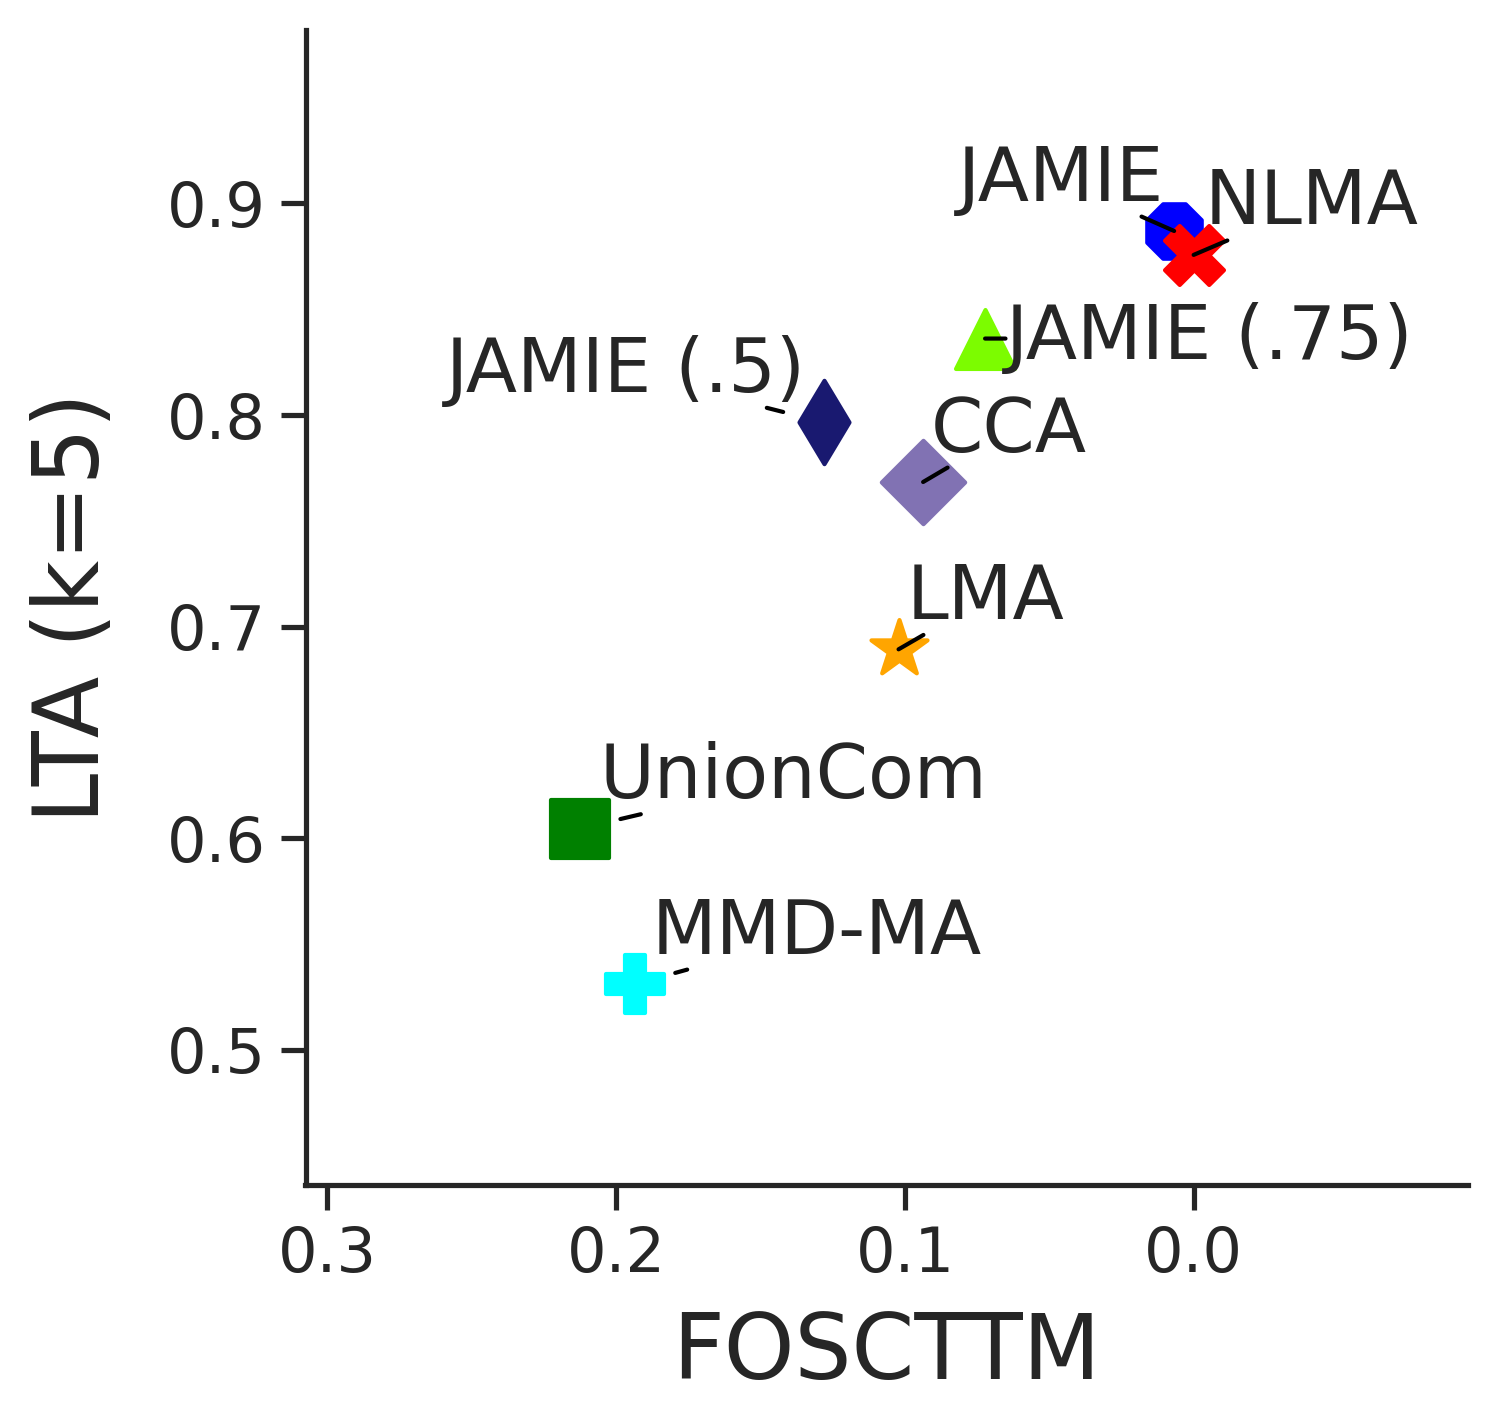 JAMIE
NLMA
0.9
JAMIE (.75)
JAMIE (.5)
0.8
CCA
LTA (k=5)
LMA
0.7
UnionCom
0.6
MMD-MA
0.5
0.3
0.2
0.1
0.0
FOSCTTM